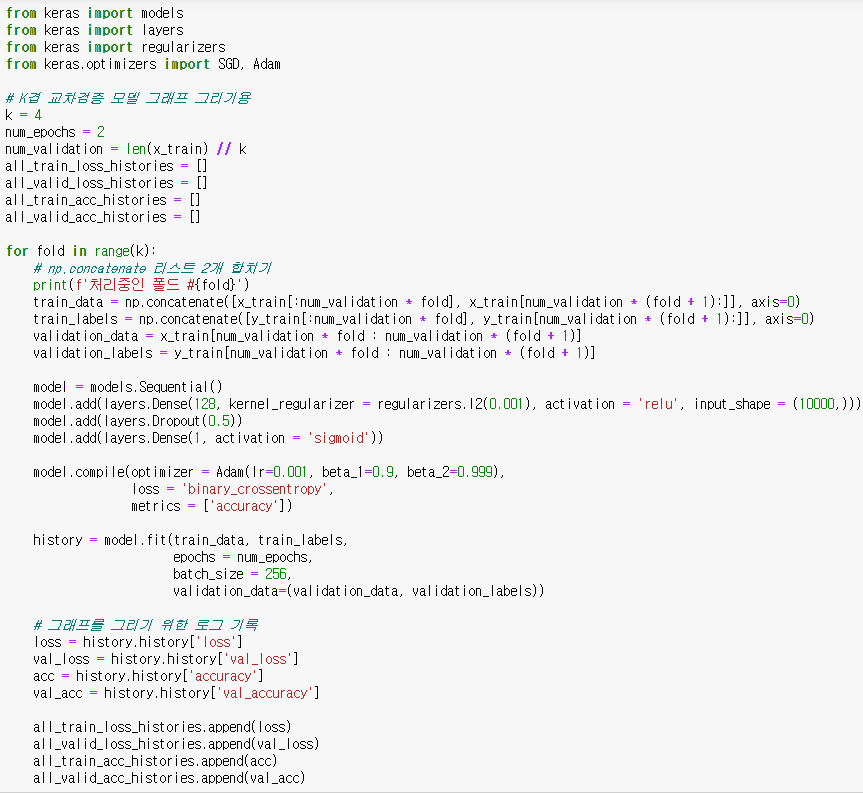 from keras import models
from keras import layers
from keras import regularizers
from keras.optimizers import SGD, Adam

# K겹 교차검증 모델 그래프 그리기용
k = 4
num_epochs = 2
num_validation = len(x_train) // k
all_train_loss_histories = []
all_valid_loss_histories = []
all_train_acc_histories = []
all_valid_acc_histories = []

for fold in range(k):
    # np.concatenate 리스트 2개 합치기
    print(f'처리중인 폴드 #{fold}')
    train_data = np.concatenate([x_train[:num_validation * fold], x_train[num_validation * (fold + 1):]], axis=0)
    train_labels = np.concatenate([y_train[:num_validation * fold], y_train[num_validation * (fold + 1):]], axis=0)
    validation_data = x_train[num_validation * fold : num_validation * (fold + 1)]
    validation_labels = y_train[num_validation * fold : num_validation * (fold + 1)]

    model = models.Sequential()
    model.add(layers.Dense(128, kernel_regularizer = regularizers.l2(0.001), activation = 'relu', input_shape = (10000,)))
    model.add(layers.Dropout(0.5))
    model.add(layers.Dense(1, activation = 'sigmoid'))

    model.compile(optimizer = Adam(lr=0.001, beta_1=0.9, beta_2=0.999),
                  loss = 'binary_crossentropy',
                  metrics = ['accuracy'])

    history = model.fit(train_data, train_labels,
                        epochs = num_epochs,
                        batch_size = 256,
                        validation_data=(validation_data, validation_labels))

    # 그래프를 그리기 위한 로그 기록
    loss = history.history['loss']
    val_loss = history.history['val_loss']
    acc = history.history['accuracy']
    val_acc = history.history['val_accuracy']

    all_train_loss_histories.append(loss)
    all_valid_loss_histories.append(val_loss)
    all_train_acc_histories.append(acc)
    all_valid_acc_histories.append(val_acc)